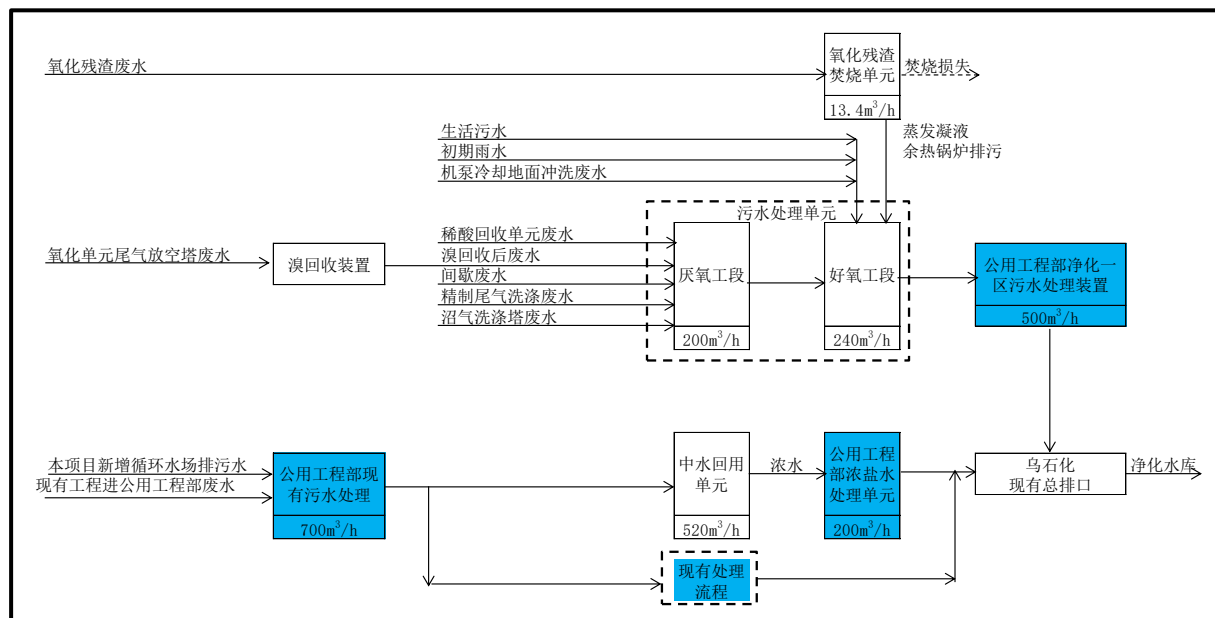 氧化残渣废水
氧化残渣
焚烧单元
13.4m³/h
焚烧损失
蒸发凝液
余热锅炉排污
生活污水
初期雨水
机泵冷却地面冲洗废水
污水处理单元
氧化单元尾气放空塔废水
溴回收装置
稀酸回收单元废水
溴回收后废水
间歇废水
精制尾气洗涤废水
沼气洗涤塔废水
厌氧工段
200m³/h
好氧工段
240m³/h
公用工程部净化一
区污水处理装置
500m³/h
本项目新增循环水场排污水
现有工程进公用工程部废水
公用工程部现
有污水处理
700m³/h
中水回用
单元
520m³/h
浓水
公用工程
部浓盐水
处理单元
200m³/h
乌石化
现有总排口
净化水库
现有处理
流程